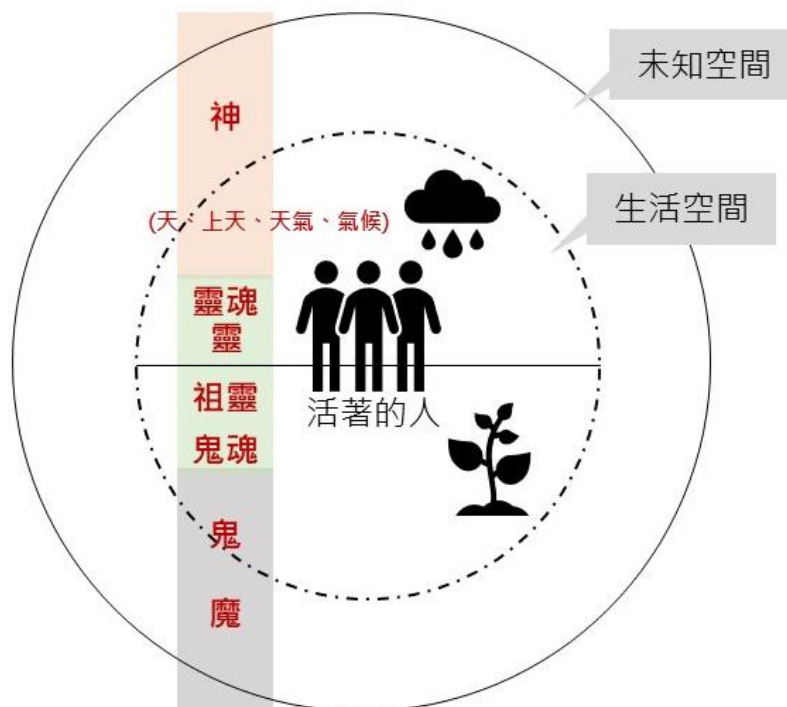 未知空間
神
生活空間
(天、上天、天氣、氣候)
靈魂
靈
祖靈
活著的人
鬼魂
鬼
魔